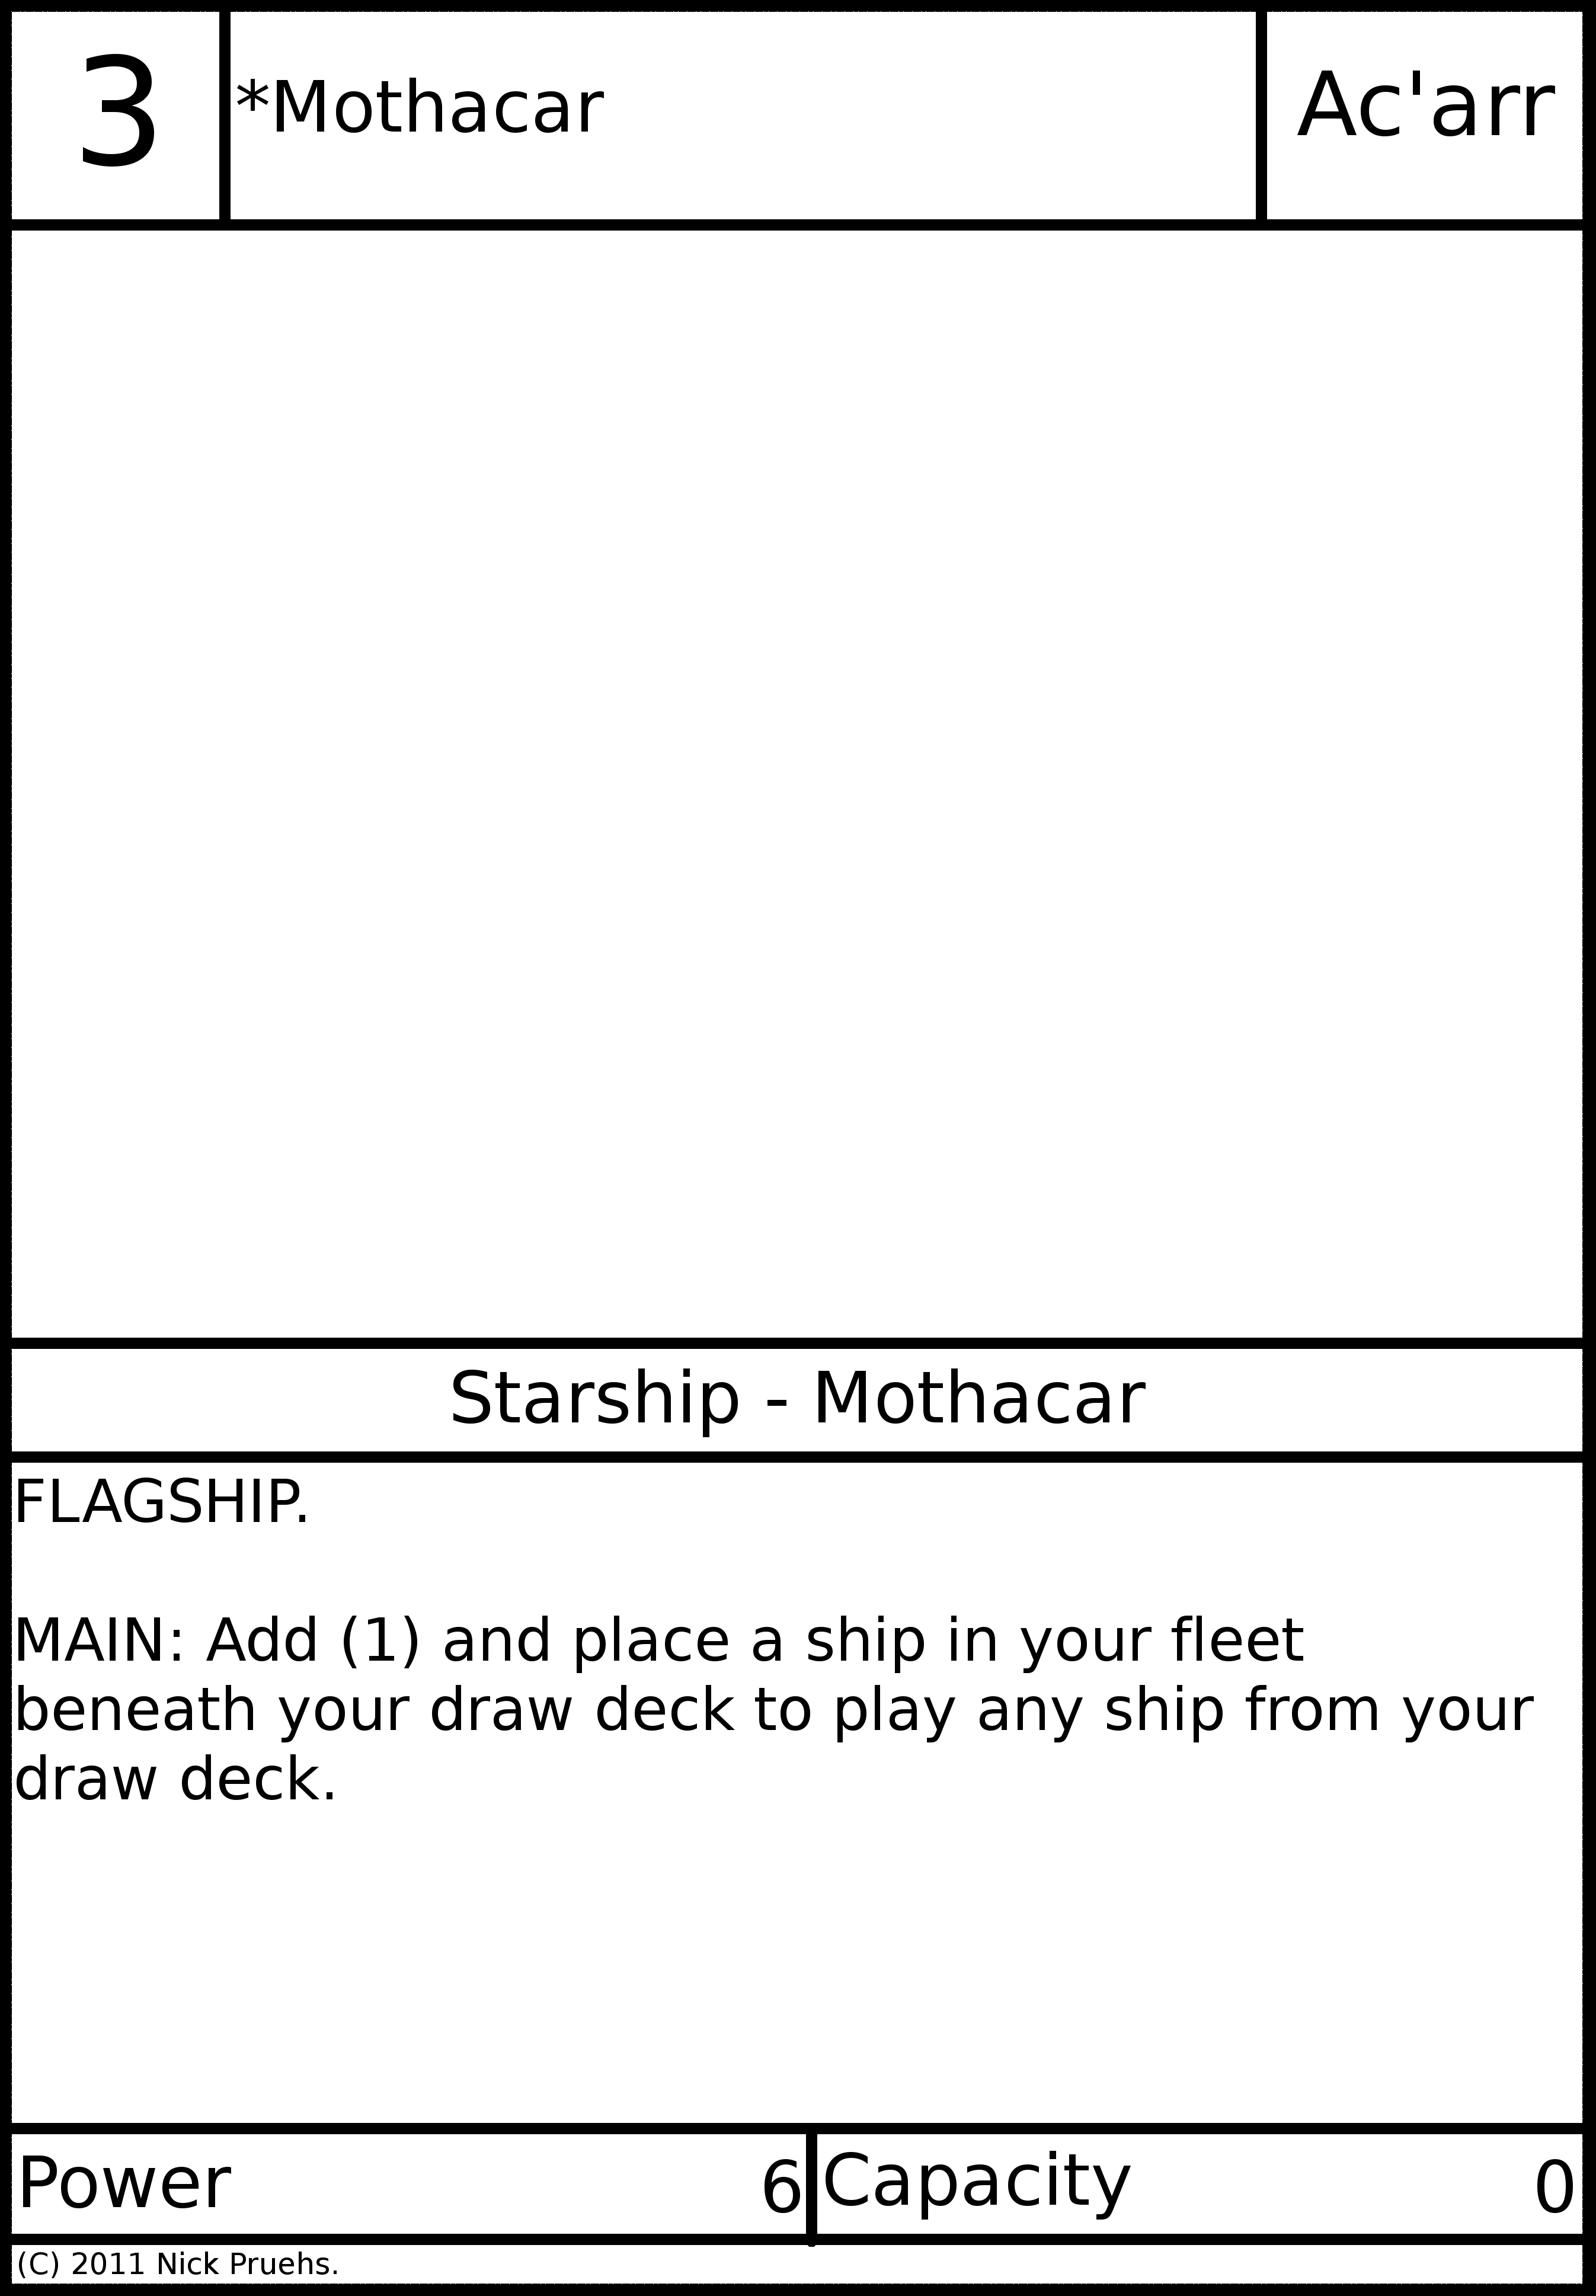 3
*Mothacar
Ac'arr
Starship - Mothacar
FLAGSHIP.
MAIN: Add (1) and place a ship in your fleet
beneath your draw deck to play any ship from your
draw deck.
Power 6
Capacity 0
(C) 2011 Nick Pruehs.